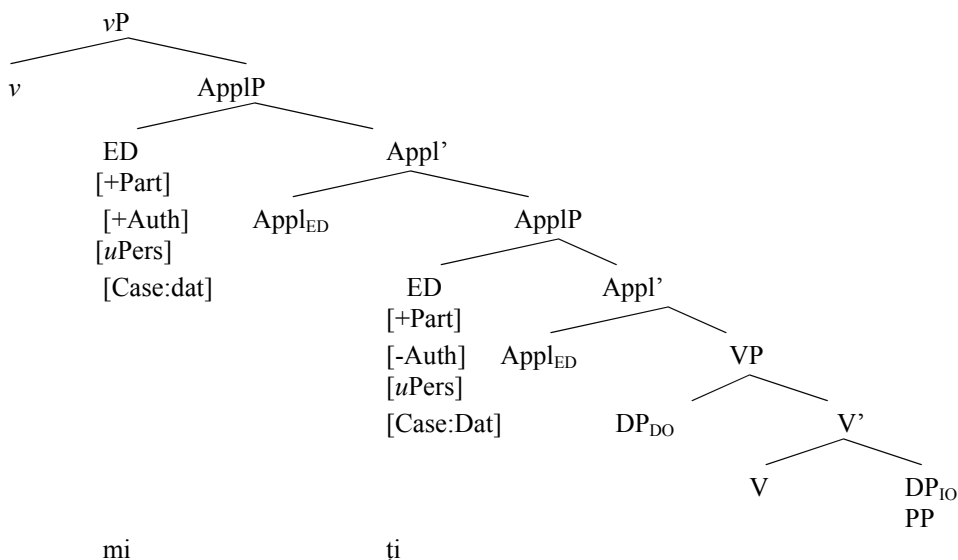 vP
v ApplP
ED Appl’
[+Part]
[+Auth] ApplED ApplP
[uPers]
[Case:dat] ED Appl’
[+Part]
[-Auth] ApplED VP
[uPers]
[Case:Dat] DPDO V’
V DPIO
PP
mi ţi